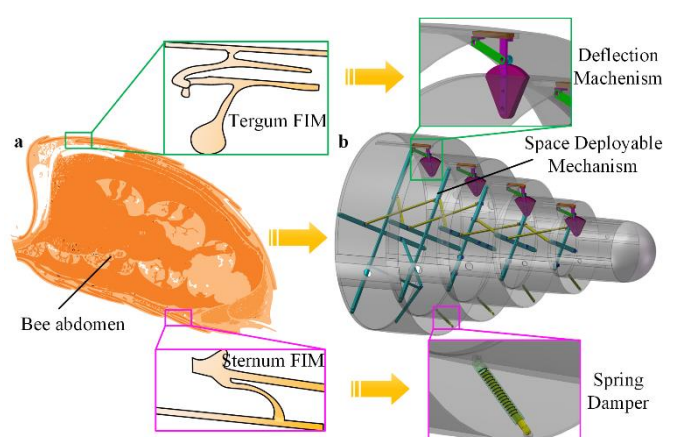 Tergum FIM
Deflection
Machenism
a
b
Space Deployable
Mechanism
Bee abdomen
Sternum FIM
Spring
Damper